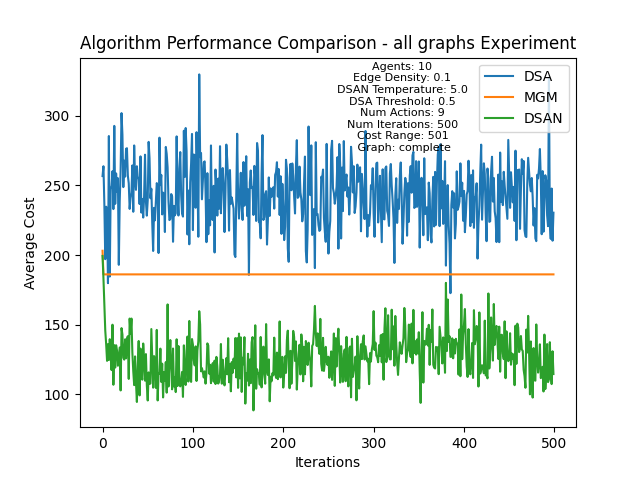 Algorithm Performance Comparison - all graphs Experiment
Agents: 10
Edge Density: 0.1
DSAN Temperature: 5.0
DSA Threshold: 0.5
Num Actions: 9
Num Iterations: 500
Cost Range: 501
Graph: complete
DSA
MGM
DSAN
Average Cost
300
250
200
150
100
0
100
200
300
400
500
Iterations